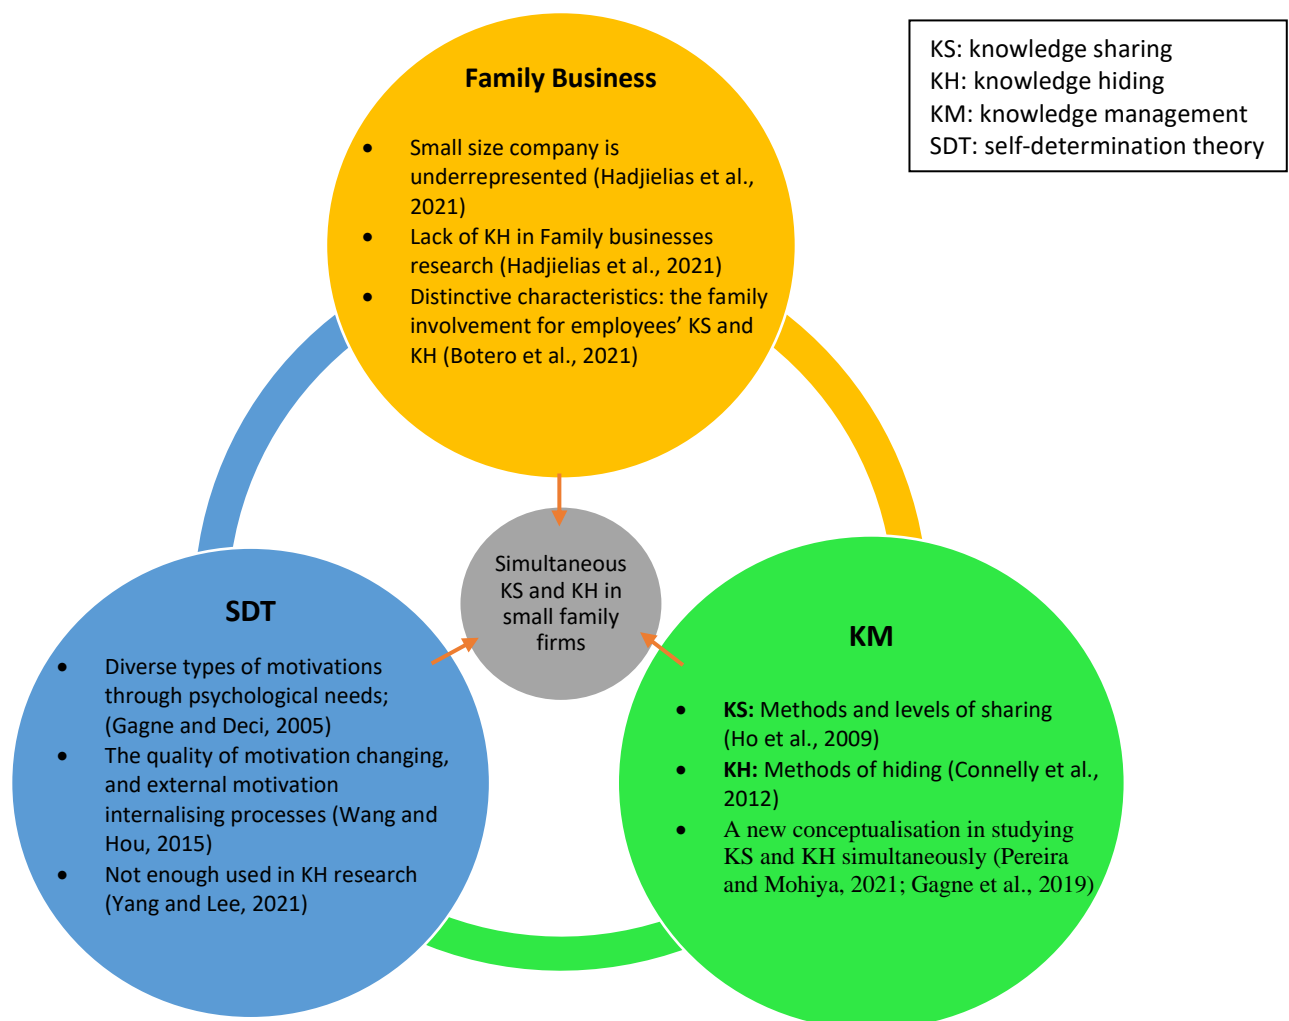 Family Business
• Small size company is
underrepresented (Hadjielias et al.,
2021)
• Lack of KH in Family businesses
research (Hadjielias et al., 2021)
• Distinctive characteristics: the family
involvement for employees’ KS and
KH (Botero et al., 2021)
KS: knowledge sharing
KH: knowledge hiding
KM: knowledge management
SDT: self-determination theory
Simultaneous
KS and KH in
small family
firms
SDT
• Diverse types of motivations
through psychological needs;
(Gagne and Deci, 2005)
• The quality of motivation changing,
and external motivation
internalising processes (Wang and
Hou, 2015)
• Not enough used in KH research
(Yang and Lee, 2021)
KM
• KS: Methods and levels of sharing
(Ho et al., 2009)
• KH: Methods of hiding (Connelly et al.,
2012)
• A new conceptualisation in studying
KS and KH simultaneously (Pereira
and Mohiya, 2021; Gagne et al., 2019)